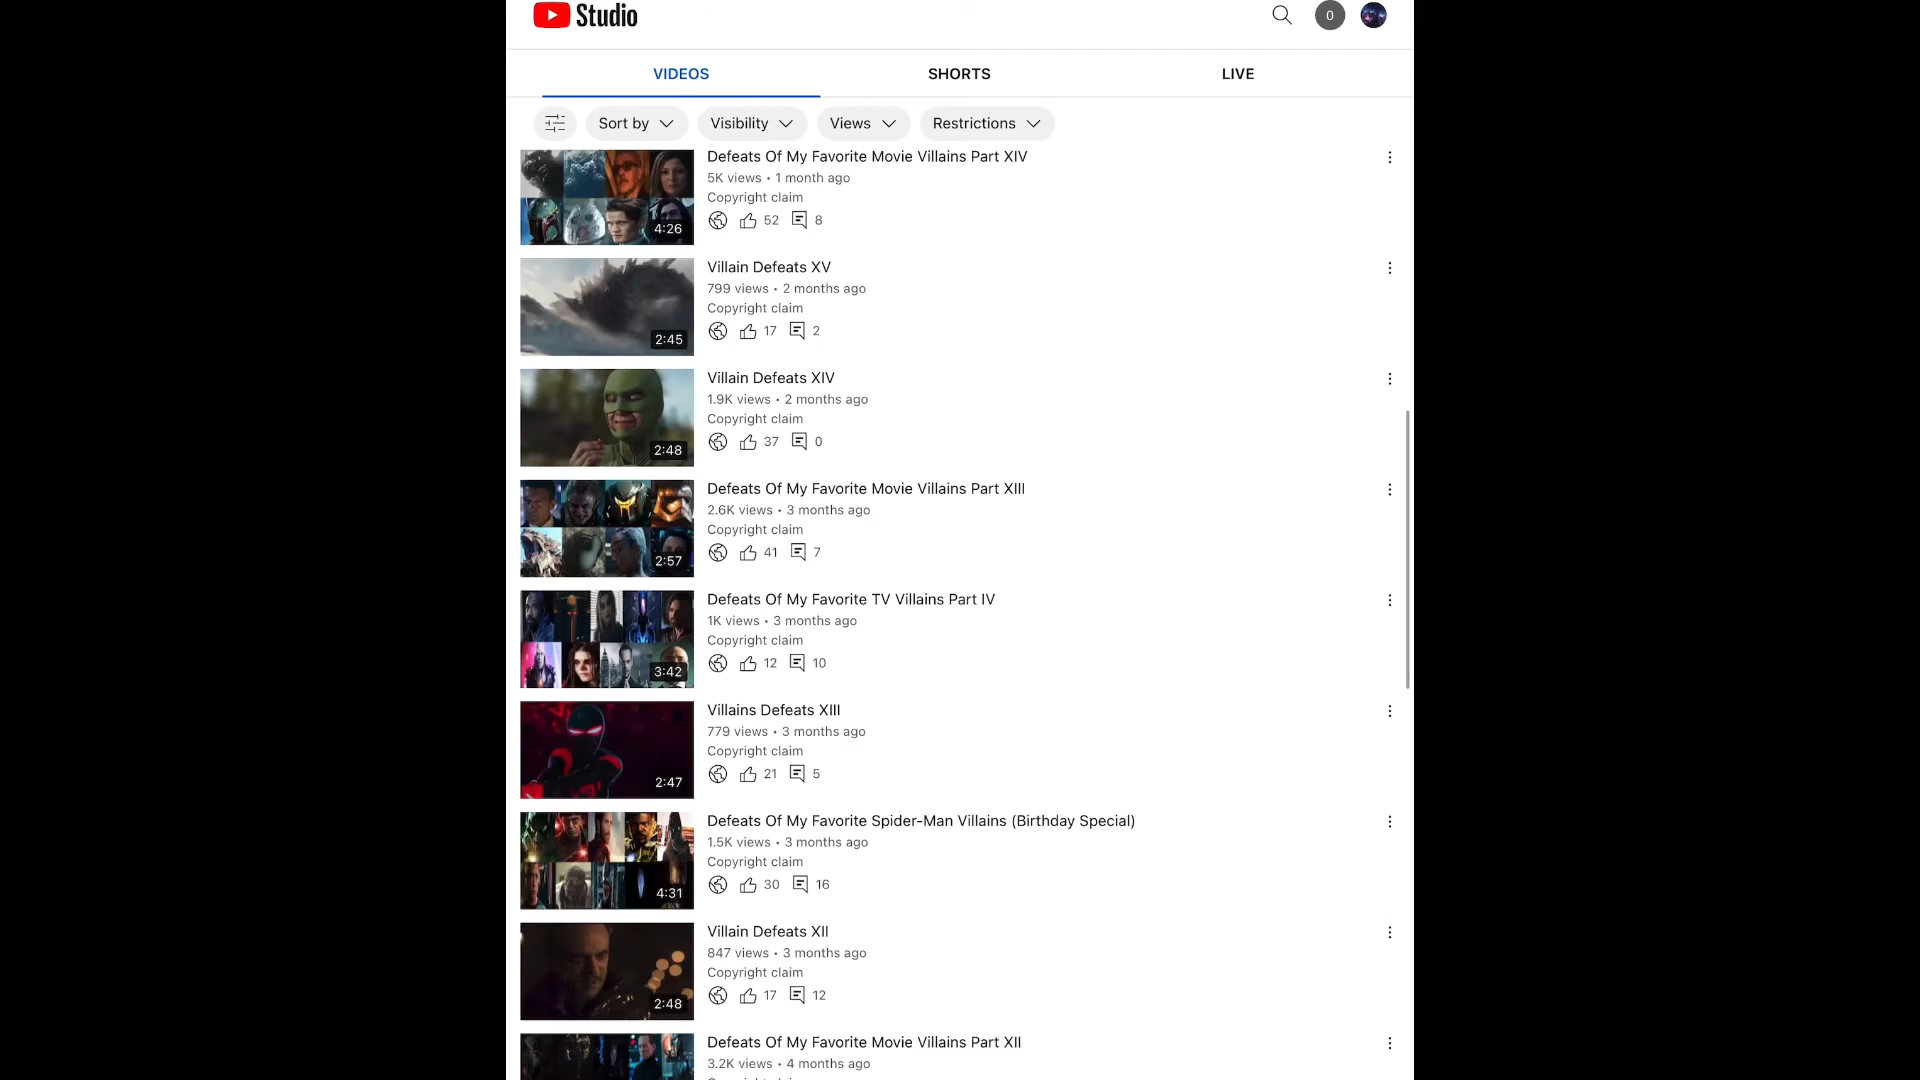 Studio
0
VIDEOS
SHORTS
LIVE
Sort by
Visibility
Views
Restrictions
Defeats Of My Favorite Movie Villains Part XIV
5K views • 1 month ago
Copyright claim
52
8
4:26
Villain Defeats XV
799 views • 2 months ago
Copyright claim
17
2
2:45
Villain Defeats XIV
1.9K views • 2 months ago
Copyright claim
37
0
2:48
Defeats Of My Favorite Movie Villains Part XIII
2.6K views • 3 months ago
Copyright claim
41
7
2:57
Defeats Of My Favorite TV Villains Part IV
1K views • 3 months ago
Copyright claim
12
10
3:42
Villains Defeats XIII
779 views • 3 months ago
Copyright claim
21
5
2:47
Defeats Of My Favorite Spider-Man Villains (Birthday Special)
1.5K views • 3 months ago
Copyright claim
30
16
4:31
Villain Defeats XII
847 views • 3 months ago
Copyright claim
17
12
2:48
Defeats Of My Favorite Movie Villains Part XII
3.2K views • 4 months ago